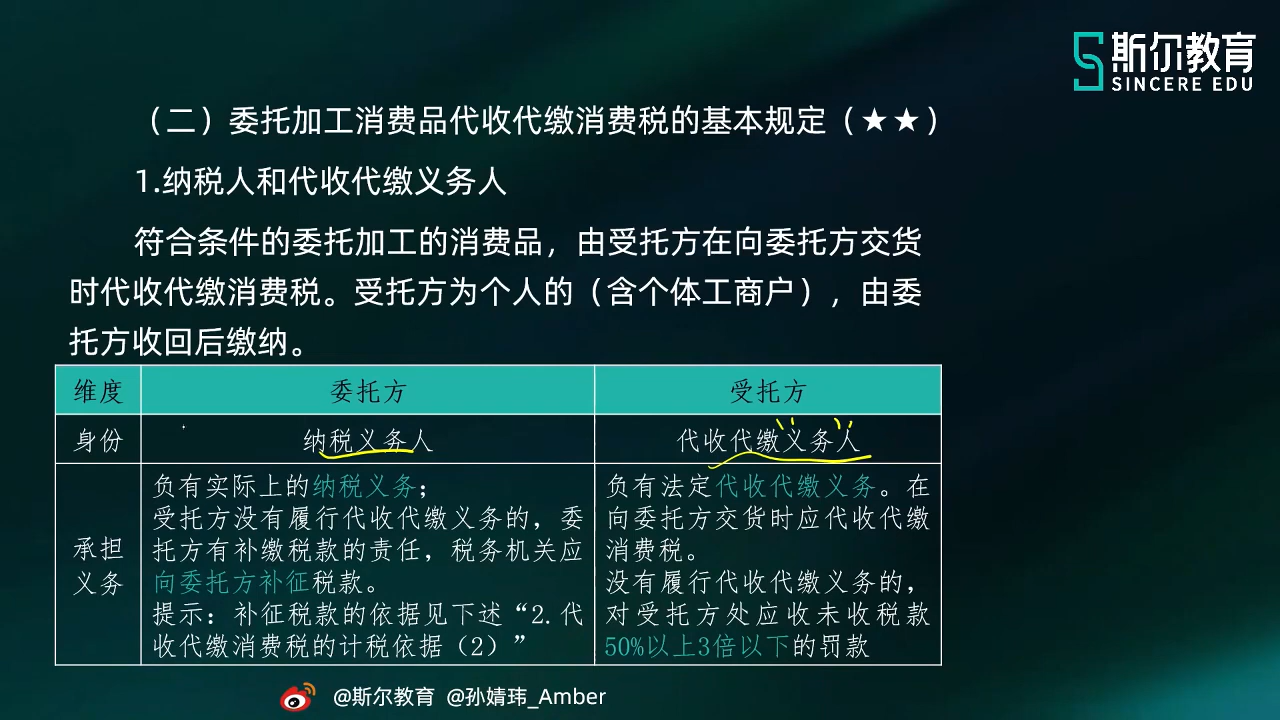 斯尔教育
SINCERE EDU
（二）委托加工消费品代收代缴消费税的基本规定（★★）
1.纳税人和代收代缴义务人
符合条件的委托加工的消费品，由受托方在向委托方交货
时代收代缴消费税。受托方为个人的（含个体工商户），由委
托方收回后缴纳。
维度 委托方 受托方
身份 纳税义务人 代收代缴义务人
承担
义务
负有实际上的纳税义务；
受托方没有履行代收代缴义务的，委
托方有补缴税款的责任，税务机关应
向委托方补征税款。
提示：补征税款的依据见下述“2.代
收代缴消费税的计税依据（2）”
负有法定代收代缴义务。在
向委托方交货时应代收代缴
消费税。
没有履行代收代缴义务的，
对受托方处应收未收税款
50%以上3倍以下的罚款
@斯尔教育 @孙婧玮_Amber